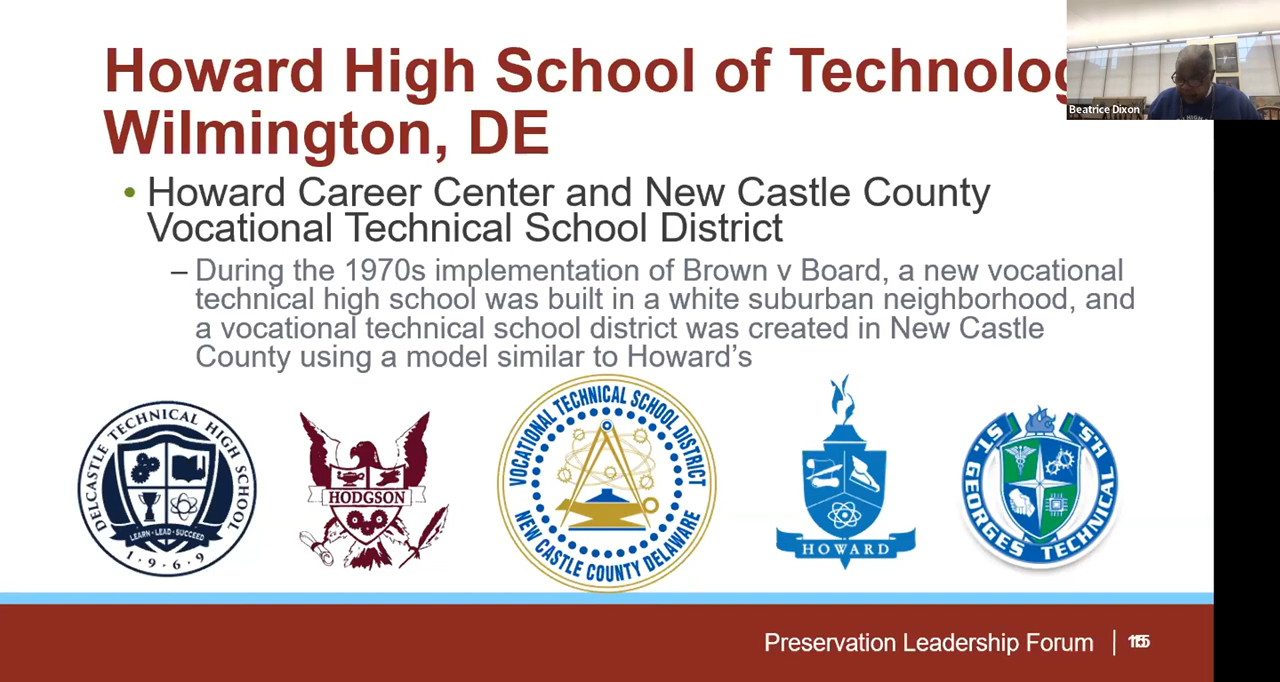 Howard High School of Technolog
Wilmington, DE
Beatrice Dixon
• Howard Career Center and New Castle County
Vocational Technical School District
– During the 1970s implementation of Brown v Board, a new vocational
technical high school was built in a white suburban neighborhood, and
a vocational technical school district was created in New Castle
County using a model similar to Howard's
DELCASTLE TECHNICAL HIGH SCHOOL
LEARN · LEAD · SUCCEED
1 · 9 · 6 · 9
HODGSON
VOCATIONAL TECHNICAL SCHOOL DISTRICT
NEW CASTLE COUNTY DELAWARE
HOWARD
ST. GEORGES TECHNICAL H.S.
Preservation Leadership Forum